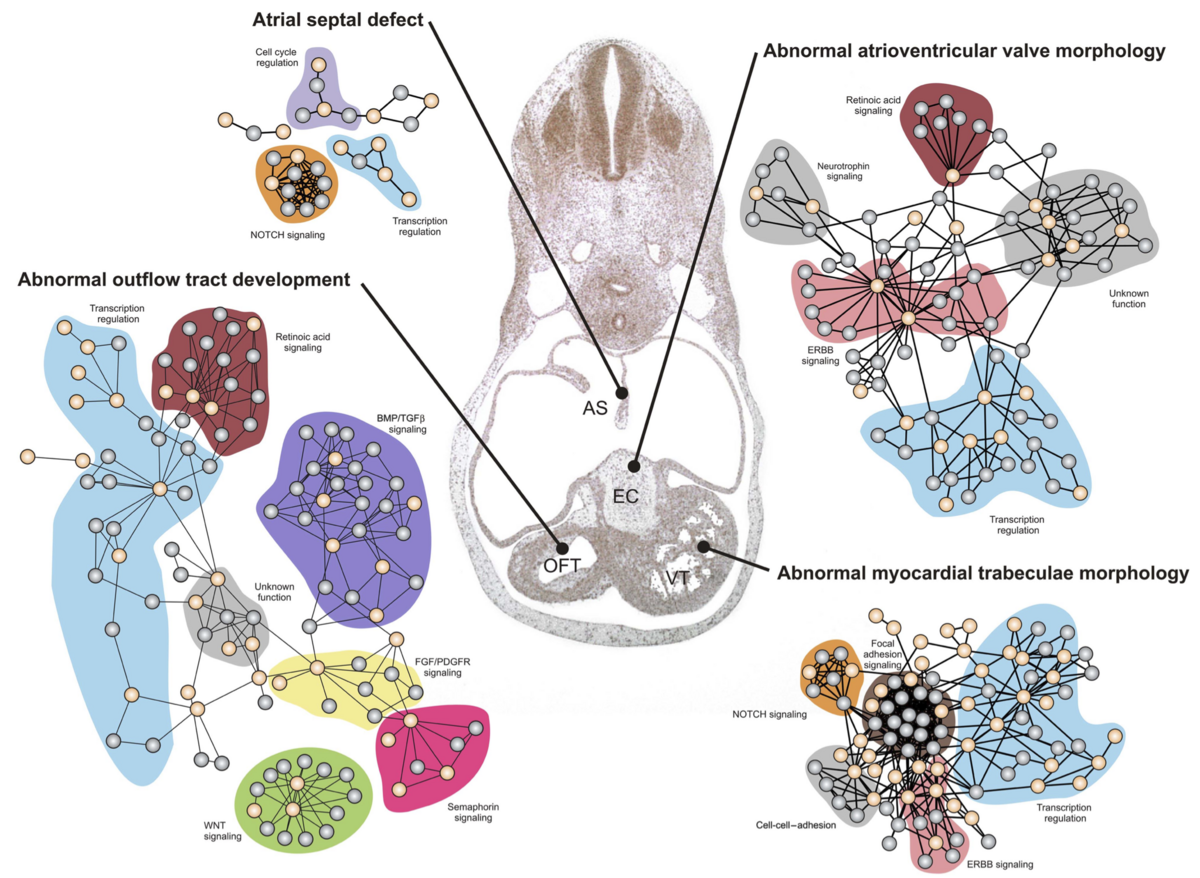 Atrial septal defect
Cell cycle
regulation
NOTCH signaling
Transcription
regulation
Abnormal atrioventricular valve morphology
Retinoic acid
signaling
Neurotrophin
signaling
Unknown
function
ERBB
signaling
Transcription
regulation
Abnormal outflow tract development
Transcription
regulation
Retinoic acid
signaling
BMP/TGFβ
signaling
Unknown
function
FGF/PDGFR
signaling
WNT
signaling
Semaphorin
signaling
AS
EC
OFT
VT
Abnormal myocardial trabeculae morphology
Focal
adhesion
signaling
NOTCH signaling
Cell-cell–adhesion
Transcription
regulation
ERBB signaling